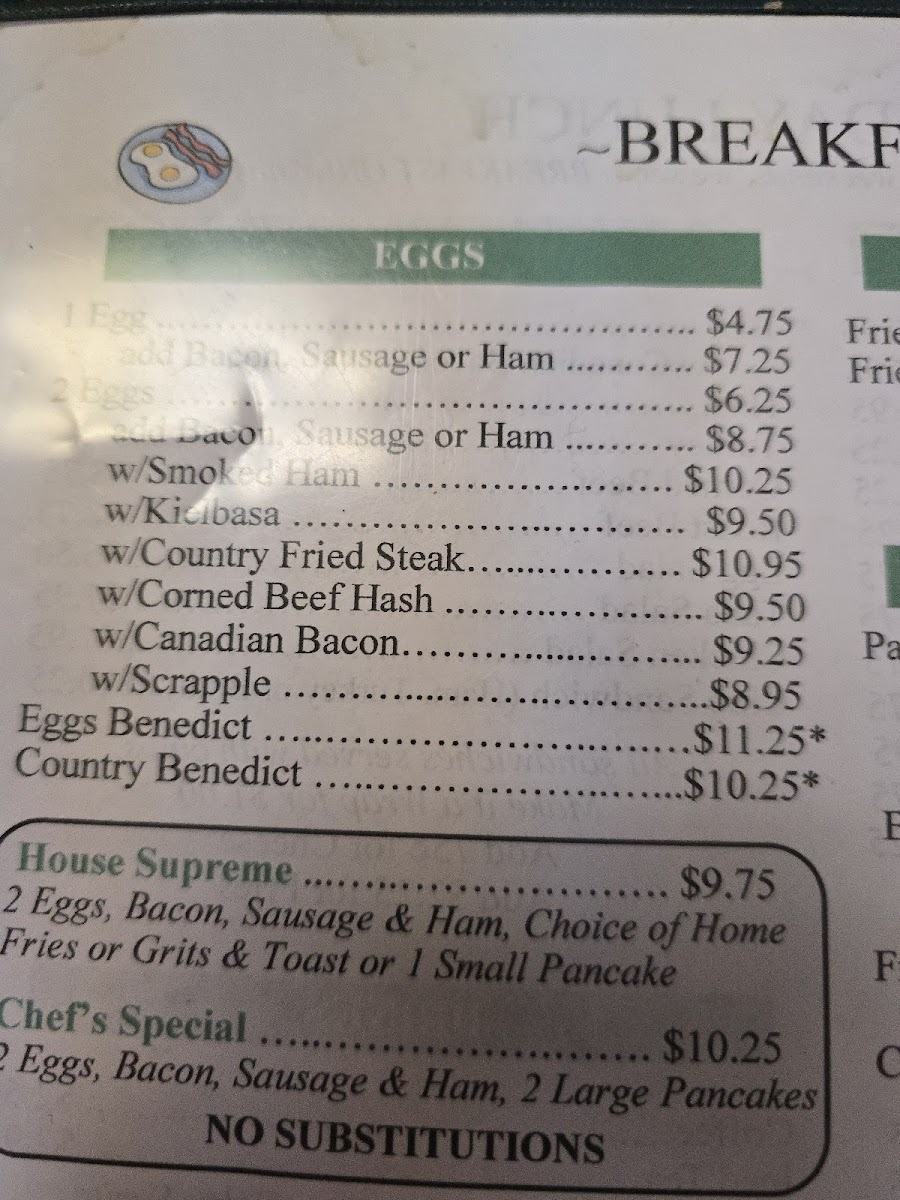 ~BREAKF
EGGS
1 Egg ........................................ $4.75
add Bacon, Sausage or Ham ........... $7.25
2 Eggs ........................................ $6.25
add Bacon, Sausage or Ham ........... $8.75
w/Smoked Ham ........................... $10.25
w/Kielbasa ................................... $9.50
w/Country Fried Steak.................... $10.95
w/Corned Beef Hash ....................... $9.50
w/Canadian Bacon.......................... $9.25
w/Scrapple .....................................$8.95
Eggs Benedict .....................................$11.25*
Country Benedict ................................$10.25*
House Supreme ................................ $9.75
2 Eggs, Bacon, Sausage & Ham, Choice of Home
Fries or Grits & Toast or 1 Small Pancake
Chef's Special .................................. $10.25
2 Eggs, Bacon, Sausage & Ham, 2 Large Pancakes
NO SUBSTITUTIONS
Frie
Frie
Pa